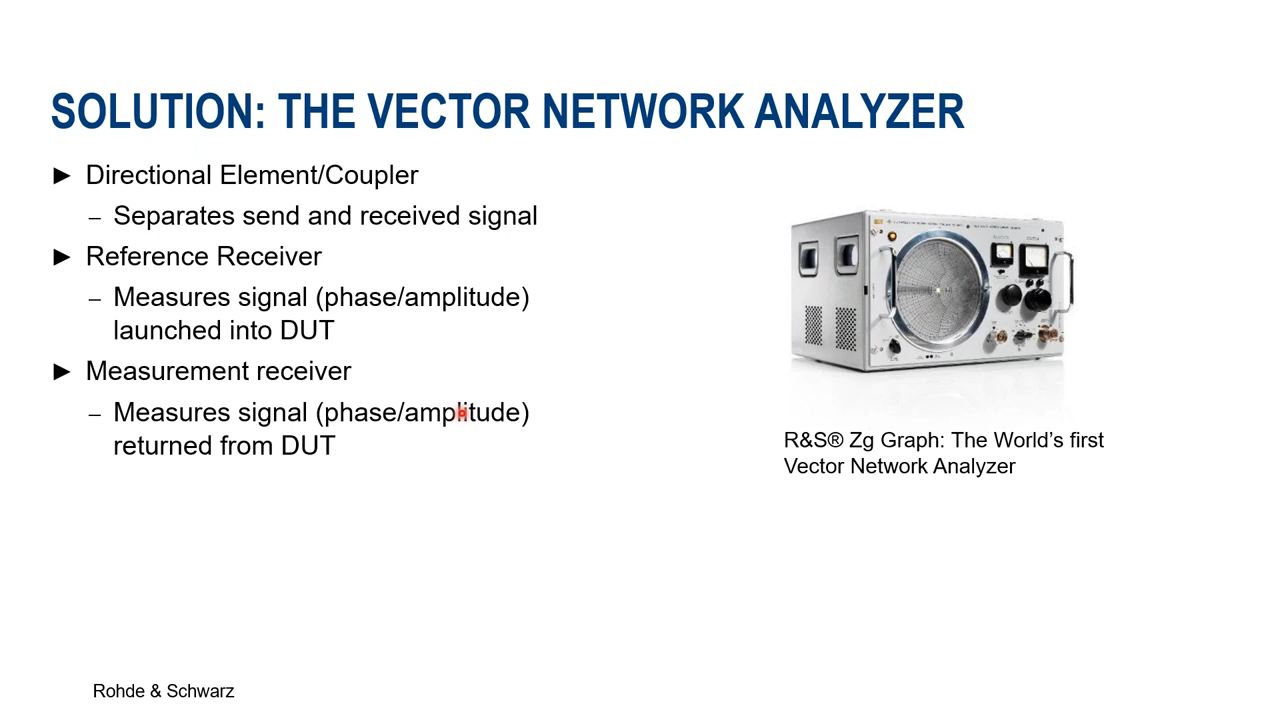 SOLUTION: THE VECTOR NETWORK ANALYZER
► Directional Element/Coupler
– Separates send and received signal
► Reference Receiver
– Measures signal (phase/amplitude)
launched into DUT
► Measurement receiver
– Measures signal (phase/amplitude)
returned from DUT
R&S® Zg Graph: The World’s first
Vector Network Analyzer
Rohde & Schwarz